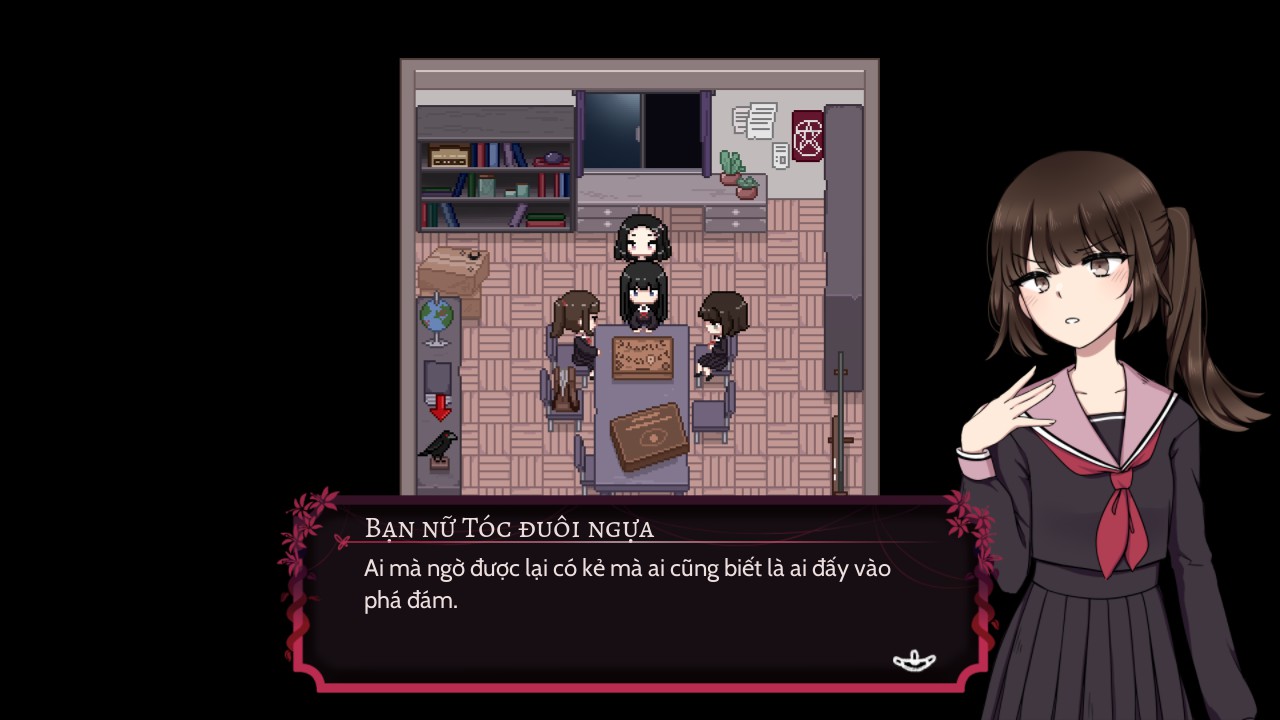 Bạn nữ Tóc đuôi ngựa
Ai mà ngờ được lại có kẻ mà ai cũng biết là ai đấy vào
phá đám.